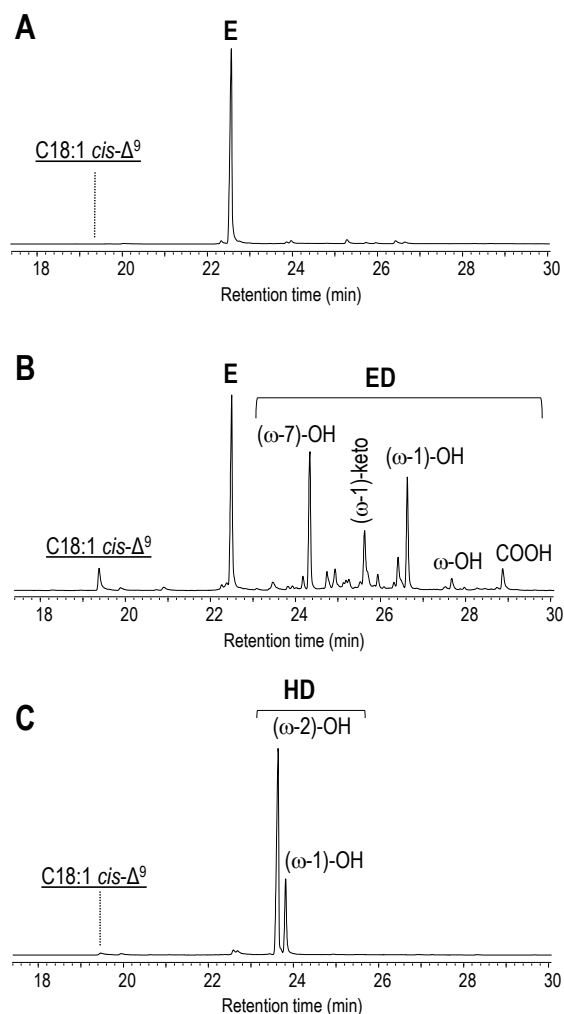 A
E
C18:1 cis-Δ⁹
18 20 22 24 26 28 30
Retention time (min)
B
E
ED
(ω-7)-OH
(ω-1)-keto
(ω-1)-OH
C18:1 cis-Δ⁹
ω-OH
COOH
18 20 22 24 26 28 30
Retention time (min)
C
HD
(ω-2)-OH
(ω-1)-OH
C18:1 cis-Δ⁹
18 20 22 24 26 28 30
Retention time (min)